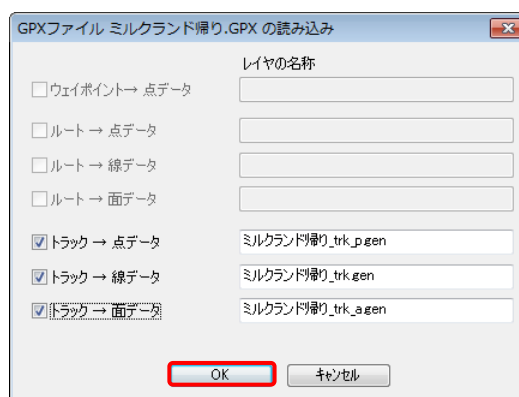 GPXファイル ミルクランド帰り.GPX の読み込み
レイヤの名称
ウェイポイント→ 点データ
ルート → 点データ
ルート → 線データ
ルート → 面データ
トラック → 点データ ミルクランド帰り_trk_p.gen
トラック → 線データ ミルクランド帰り_trk.gen
トラック → 面データ ミルクランド帰り_trk_a.gen
OK キャンセル